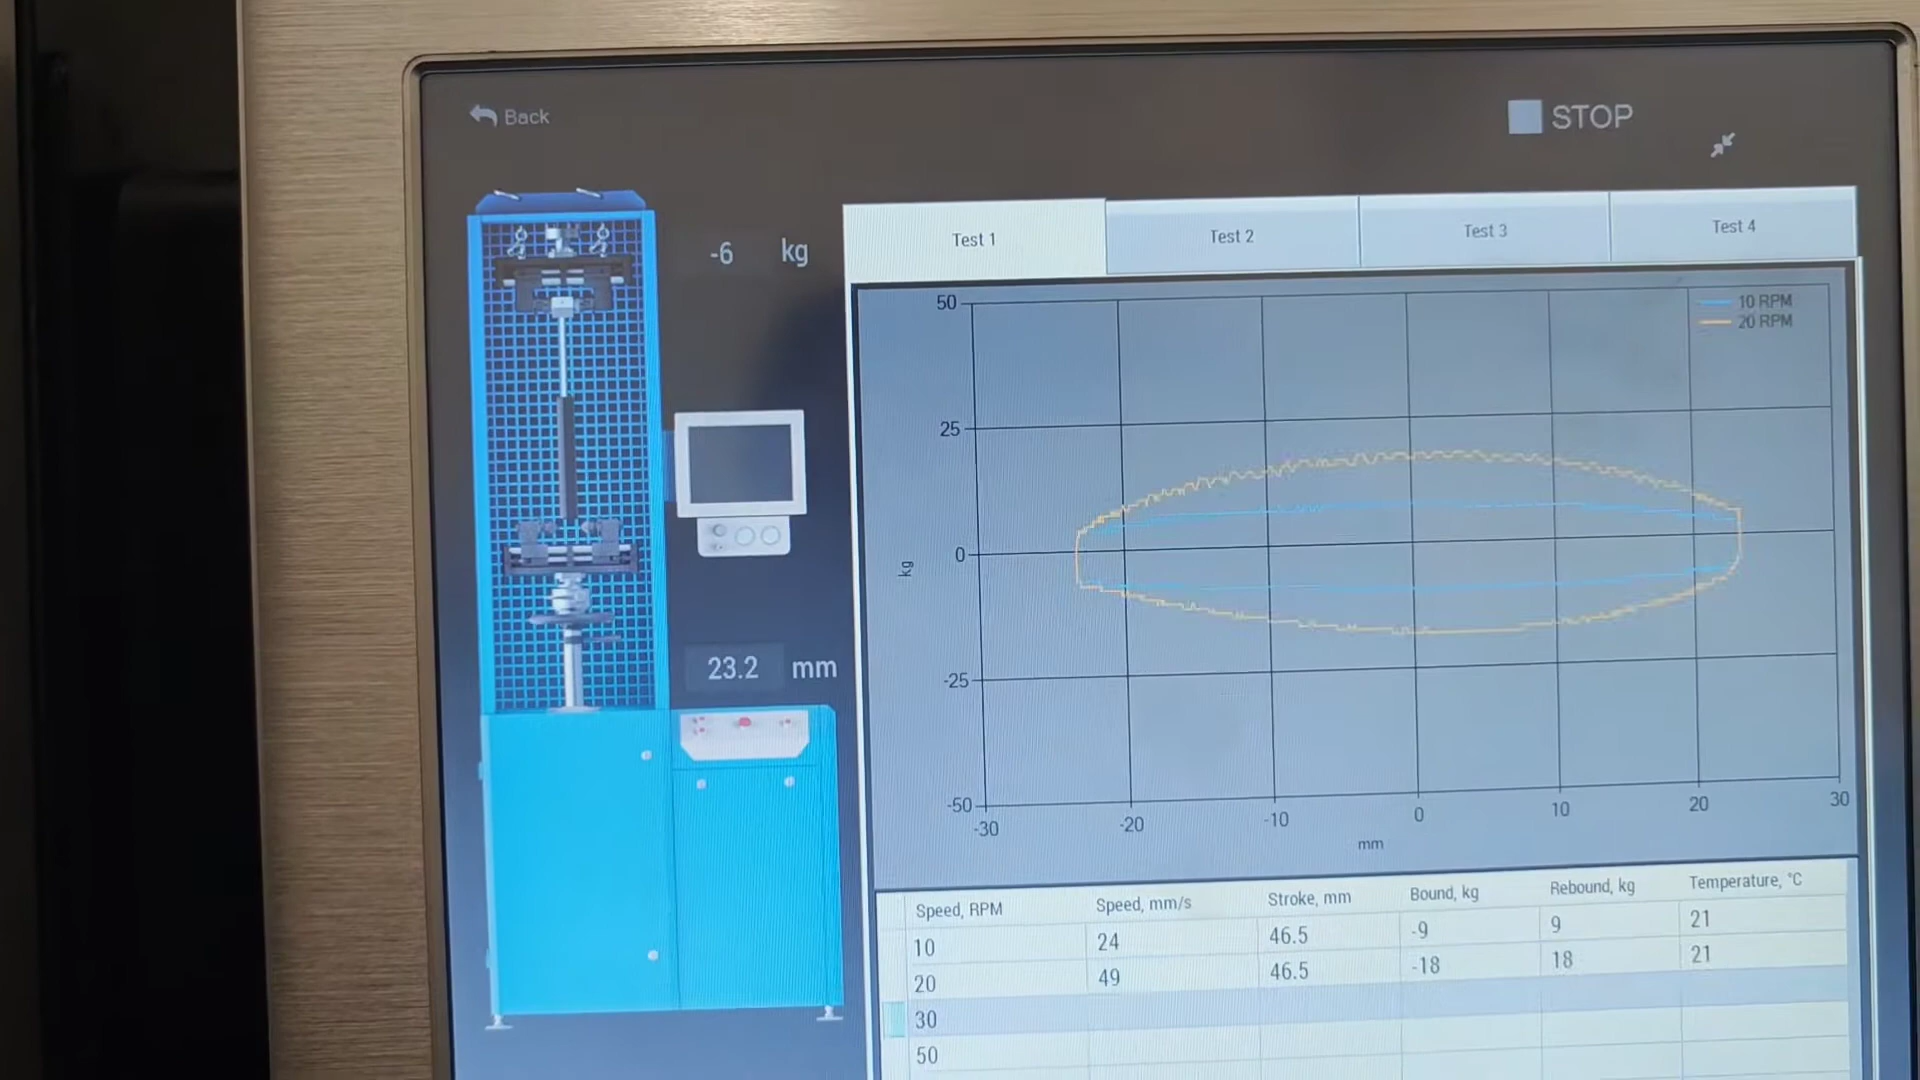 Back
STOP
-6 kg
Test 1 Test 2 Test 3 Test 4
50
10 RPM
20 RPM
25
0
kg
23.2 mm
-25
-50
-30 -20 -10 0 10 20 30
mm
Speed, RPM Speed, mm/s Stroke, mm Bound, kg Rebound, kg Temperature, °C
10 24 46.5 -9 9 21
20 49 46.5 -18 18 21
30
50